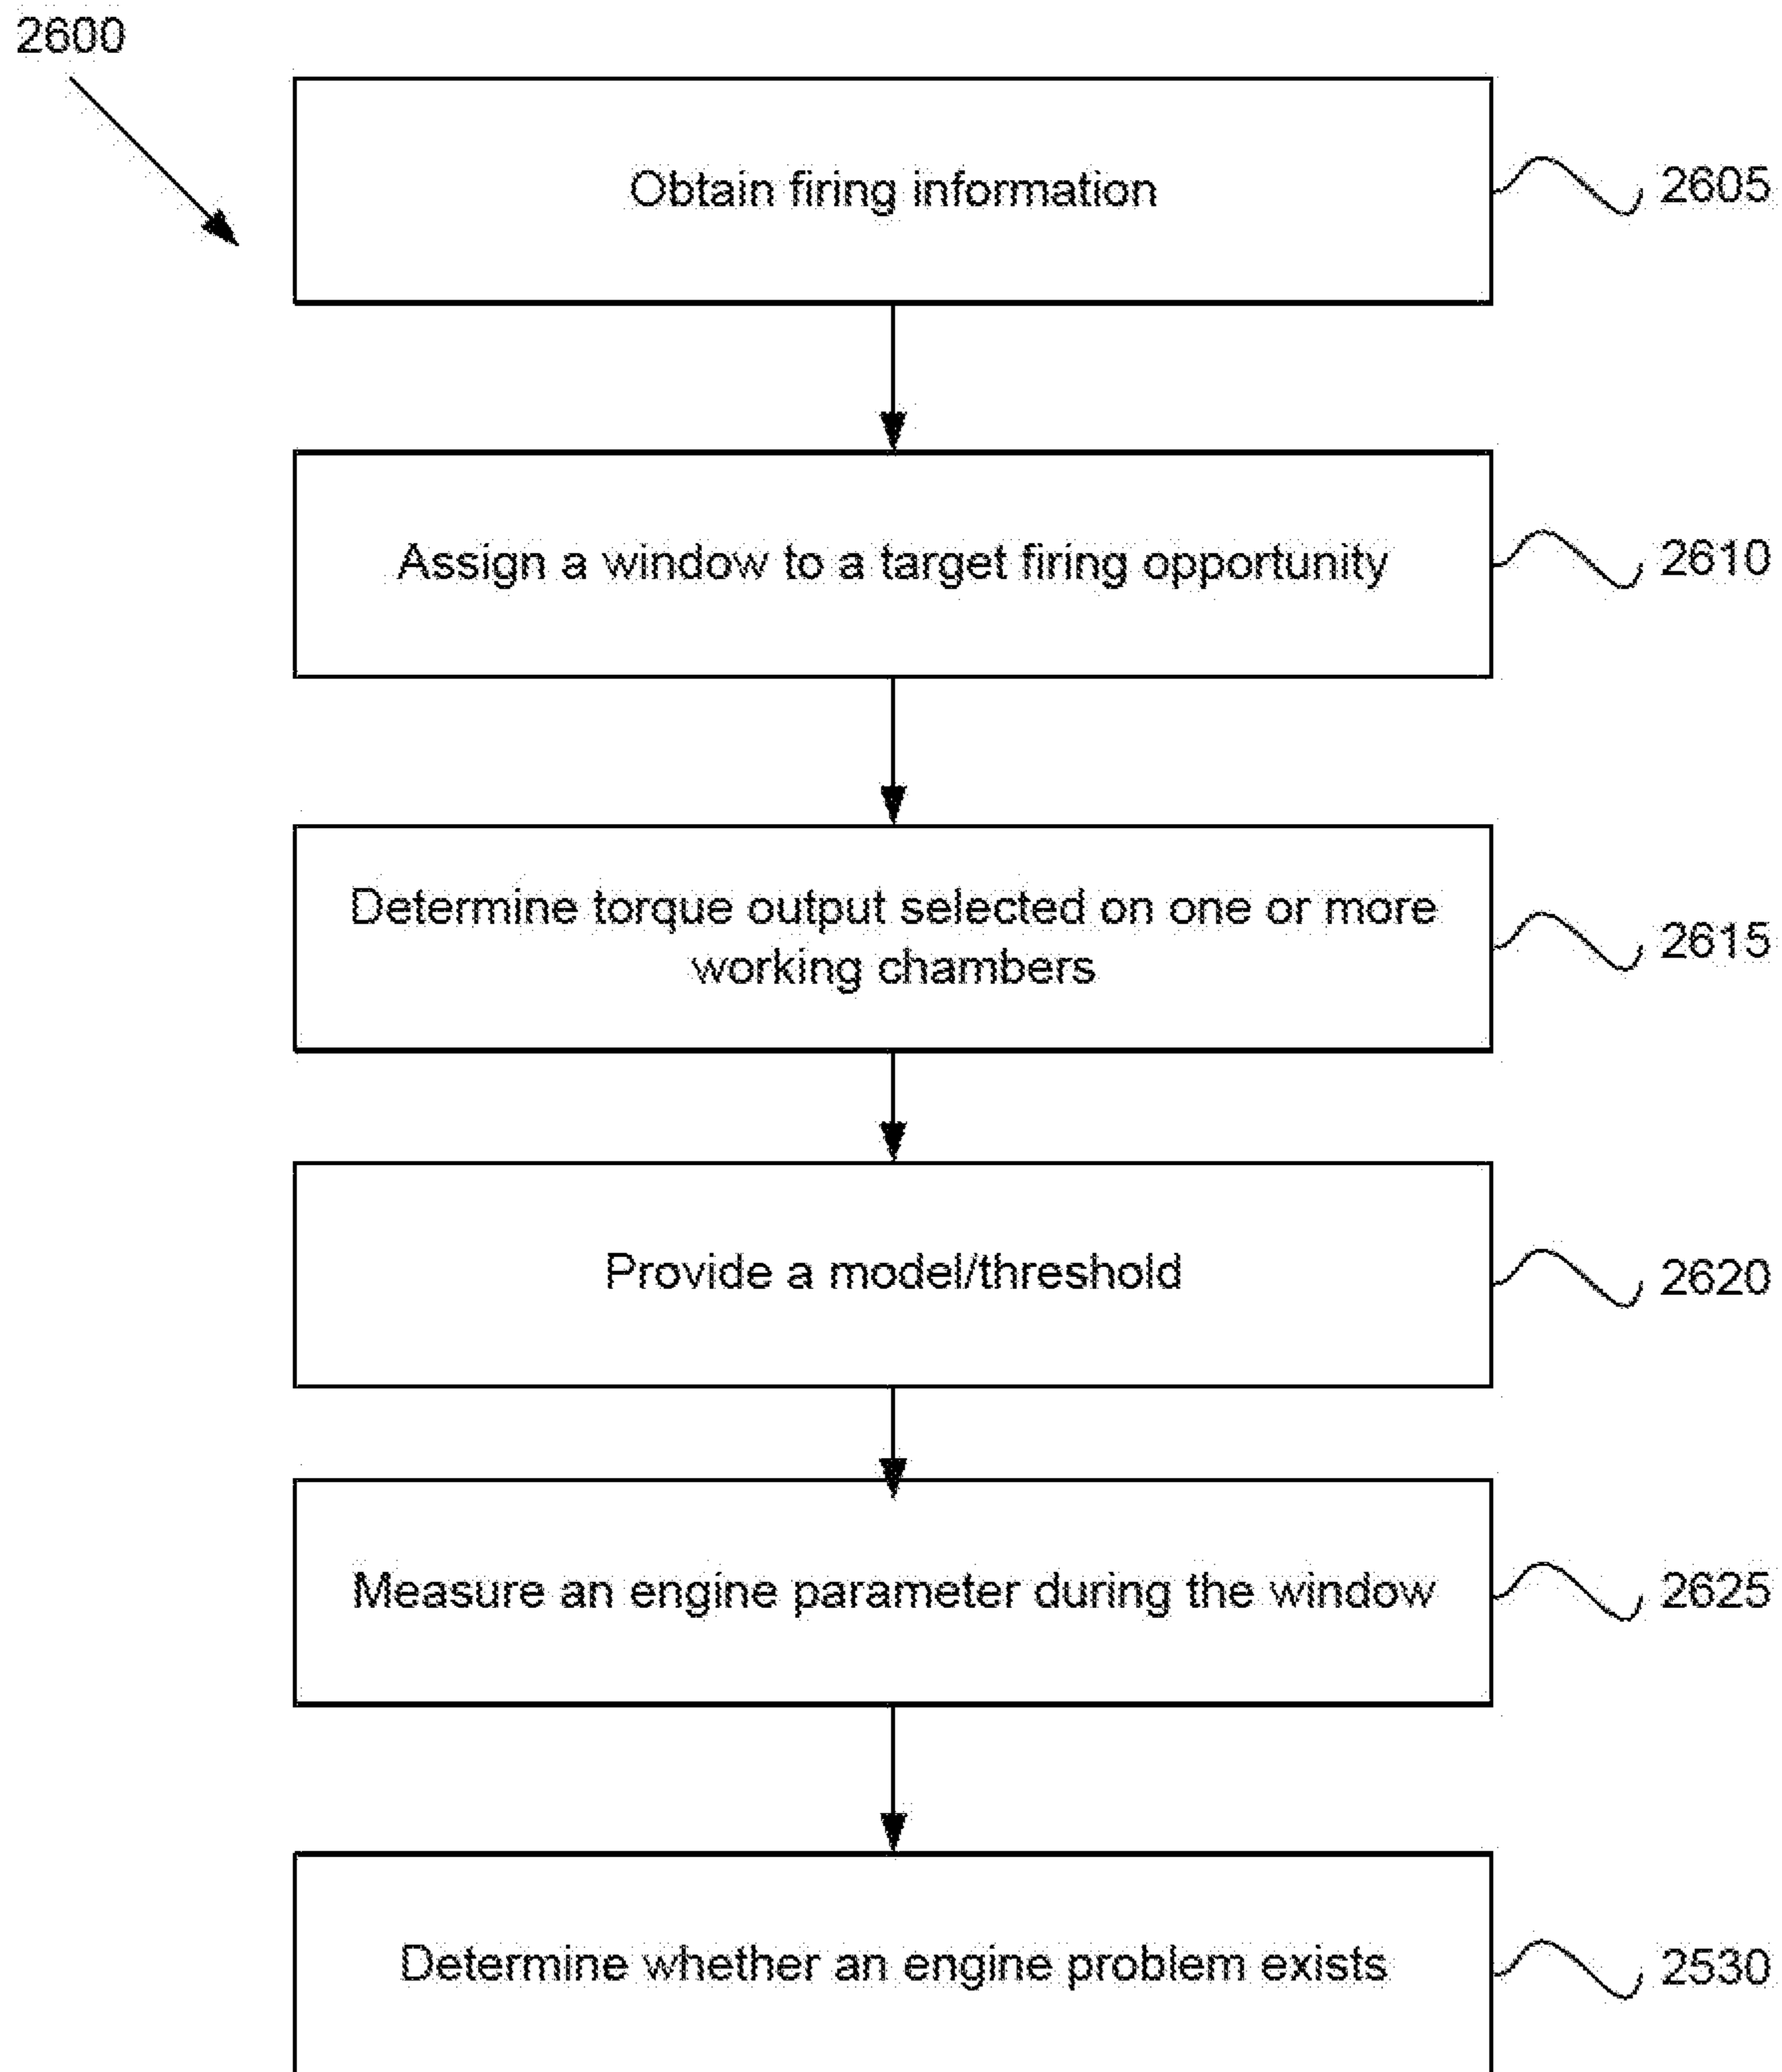 2600
Obtain firing information
2605
Assign a window to a target firing opportunity
2610
Determine torque output selected on one or more
working chambers
2615
Provide a model/threshold
2620
Measure an engine parameter during the window
2625
Determine whether an engine problem exists
2530